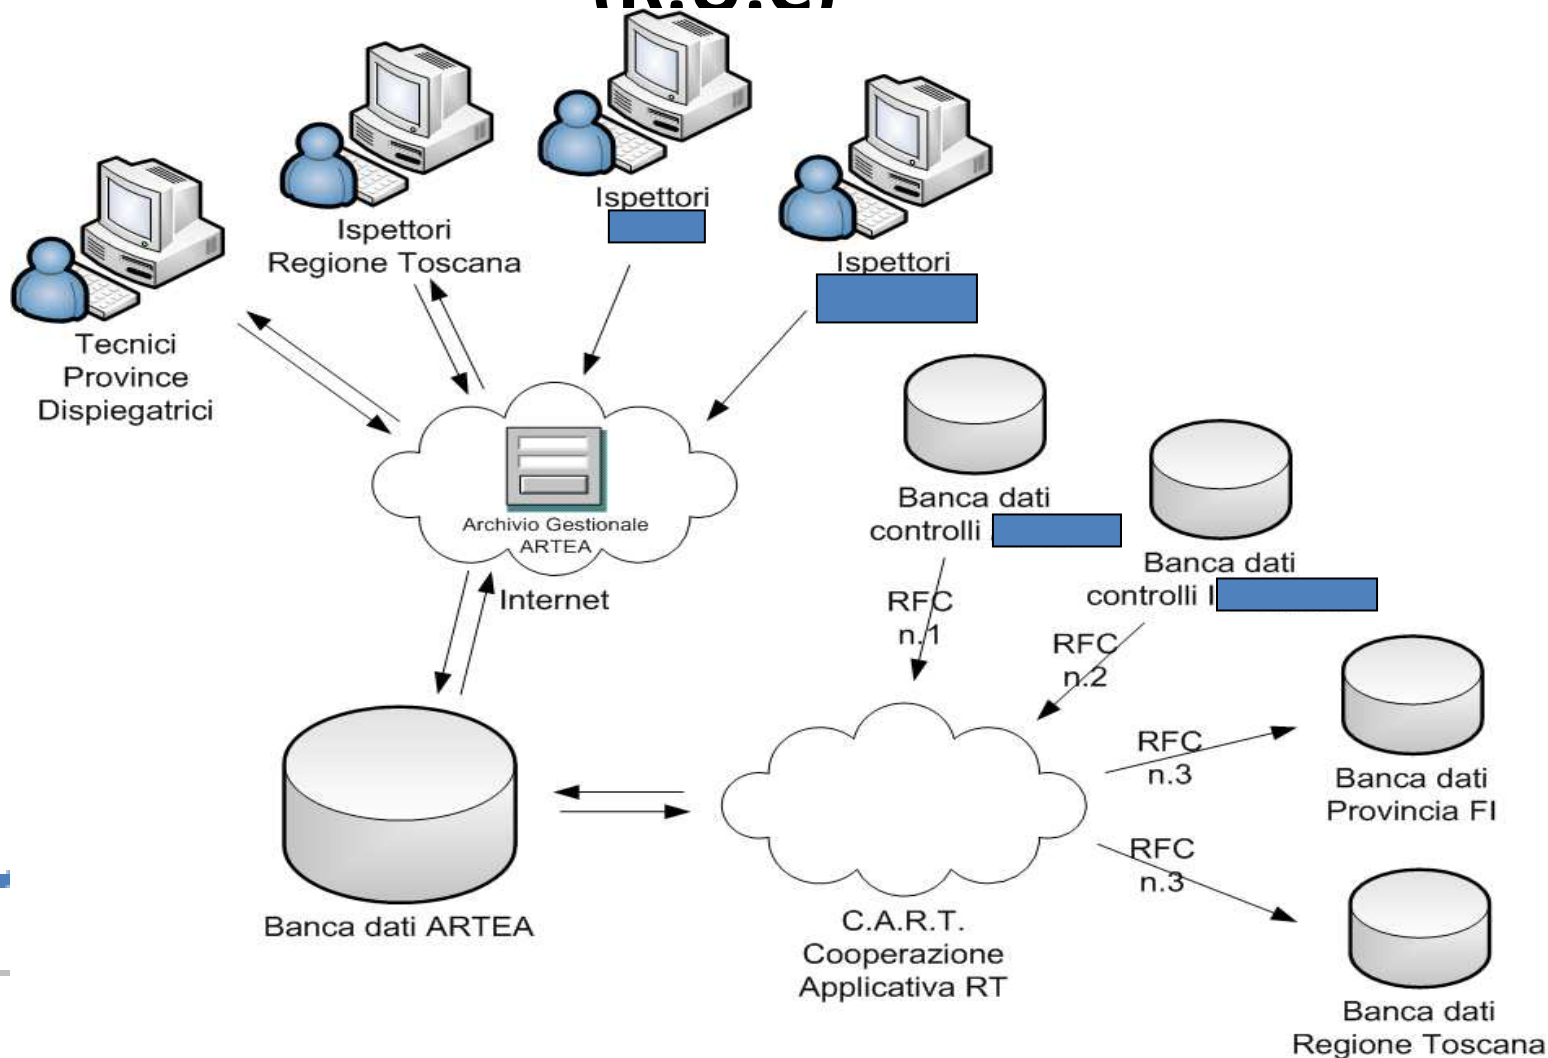 (R.U.C)
Ispettori
Ispettori
Regione Toscana
Ispettori
Tecnici
Province
Dispiegatrici
Archivio Gestionale
ARTEA
Internet
Banca dati
controlli
Banca dati
controlli I
RFC
n.1
RFC
n.2
RFC
n.3
Banca dati
Provincia FI
RFC
n.3
Banca dati ARTEA
C.A.R.T.
Cooperazione
Applicativa RT
Banca dati
Regione Toscana